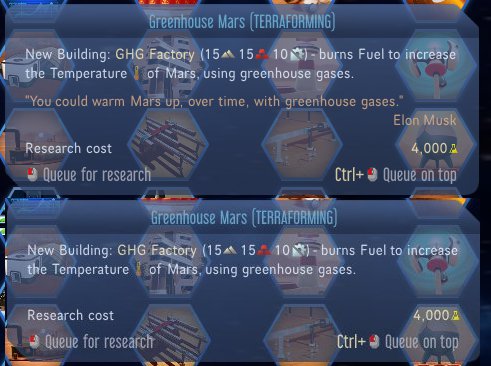 Greenhouse Mars (TERRAFORMING)
New Building: GHG Factory (15 15 10) - burns Fuel to increase
the Temperature of Mars, using greenhouse gases.
"You could warm Mars up, over time, with greenhouse gases."
Elon Musk
Research cost 4,000
Queue for research Ctrl+ Queue on top
Greenhouse Mars (TERRAFORMING)
New Building: GHG Factory (15 15 10) - burns Fuel to increase
the Temperature of Mars, using greenhouse gases.
Research cost 4,000
Queue for research Ctrl+ Queue on top